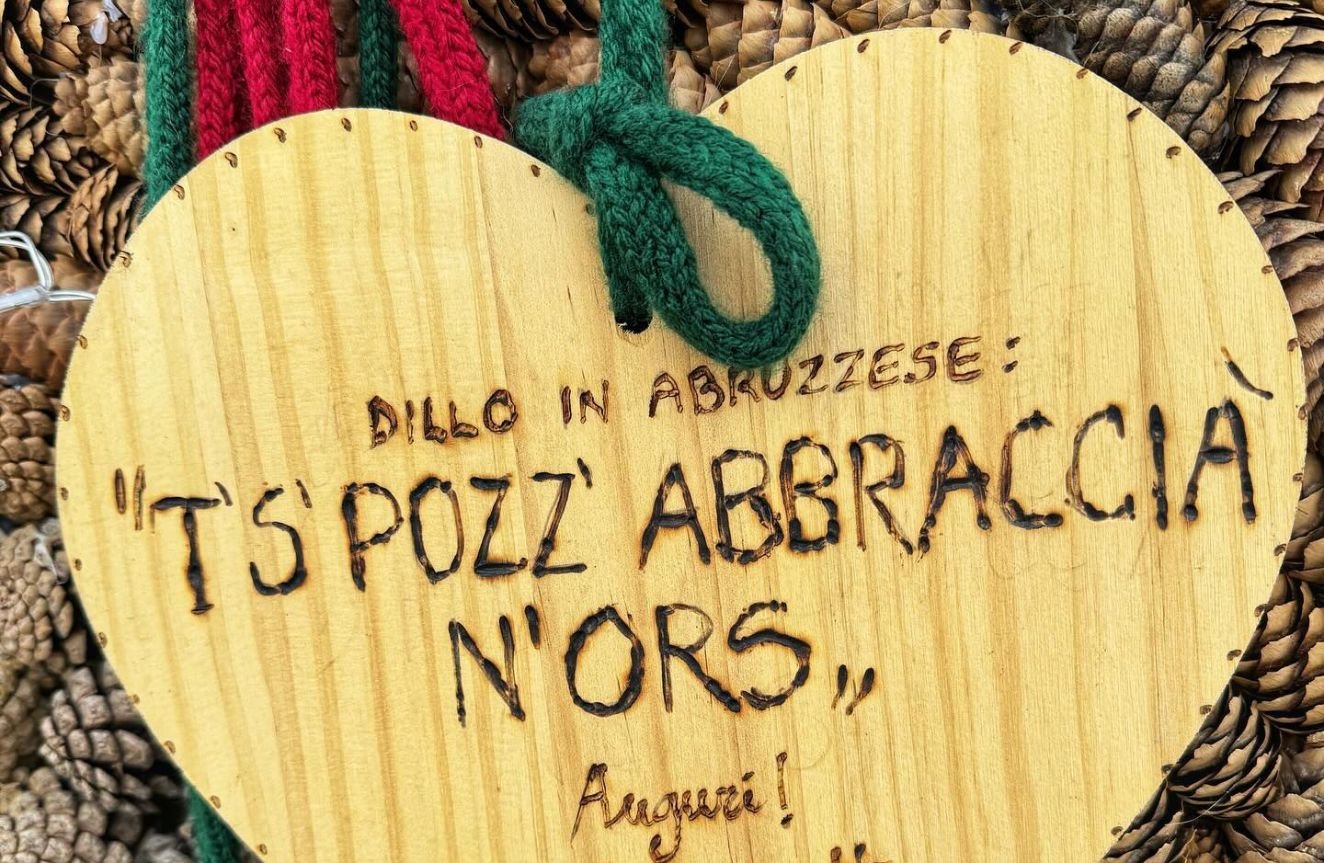 DILLO IN ABRUZZESE:
"T'S'POZZ'ABBRACCIÀ
N'ORS„
Auguri!